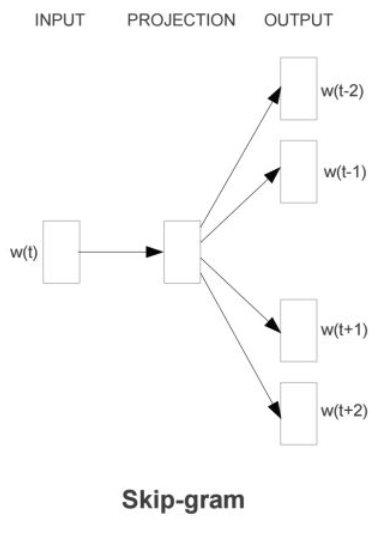 INPUT PROJECTION OUTPUT
w(t-2)
w(t-1)
w(t)
w(t+1)
w(t+2)
Skip-gram